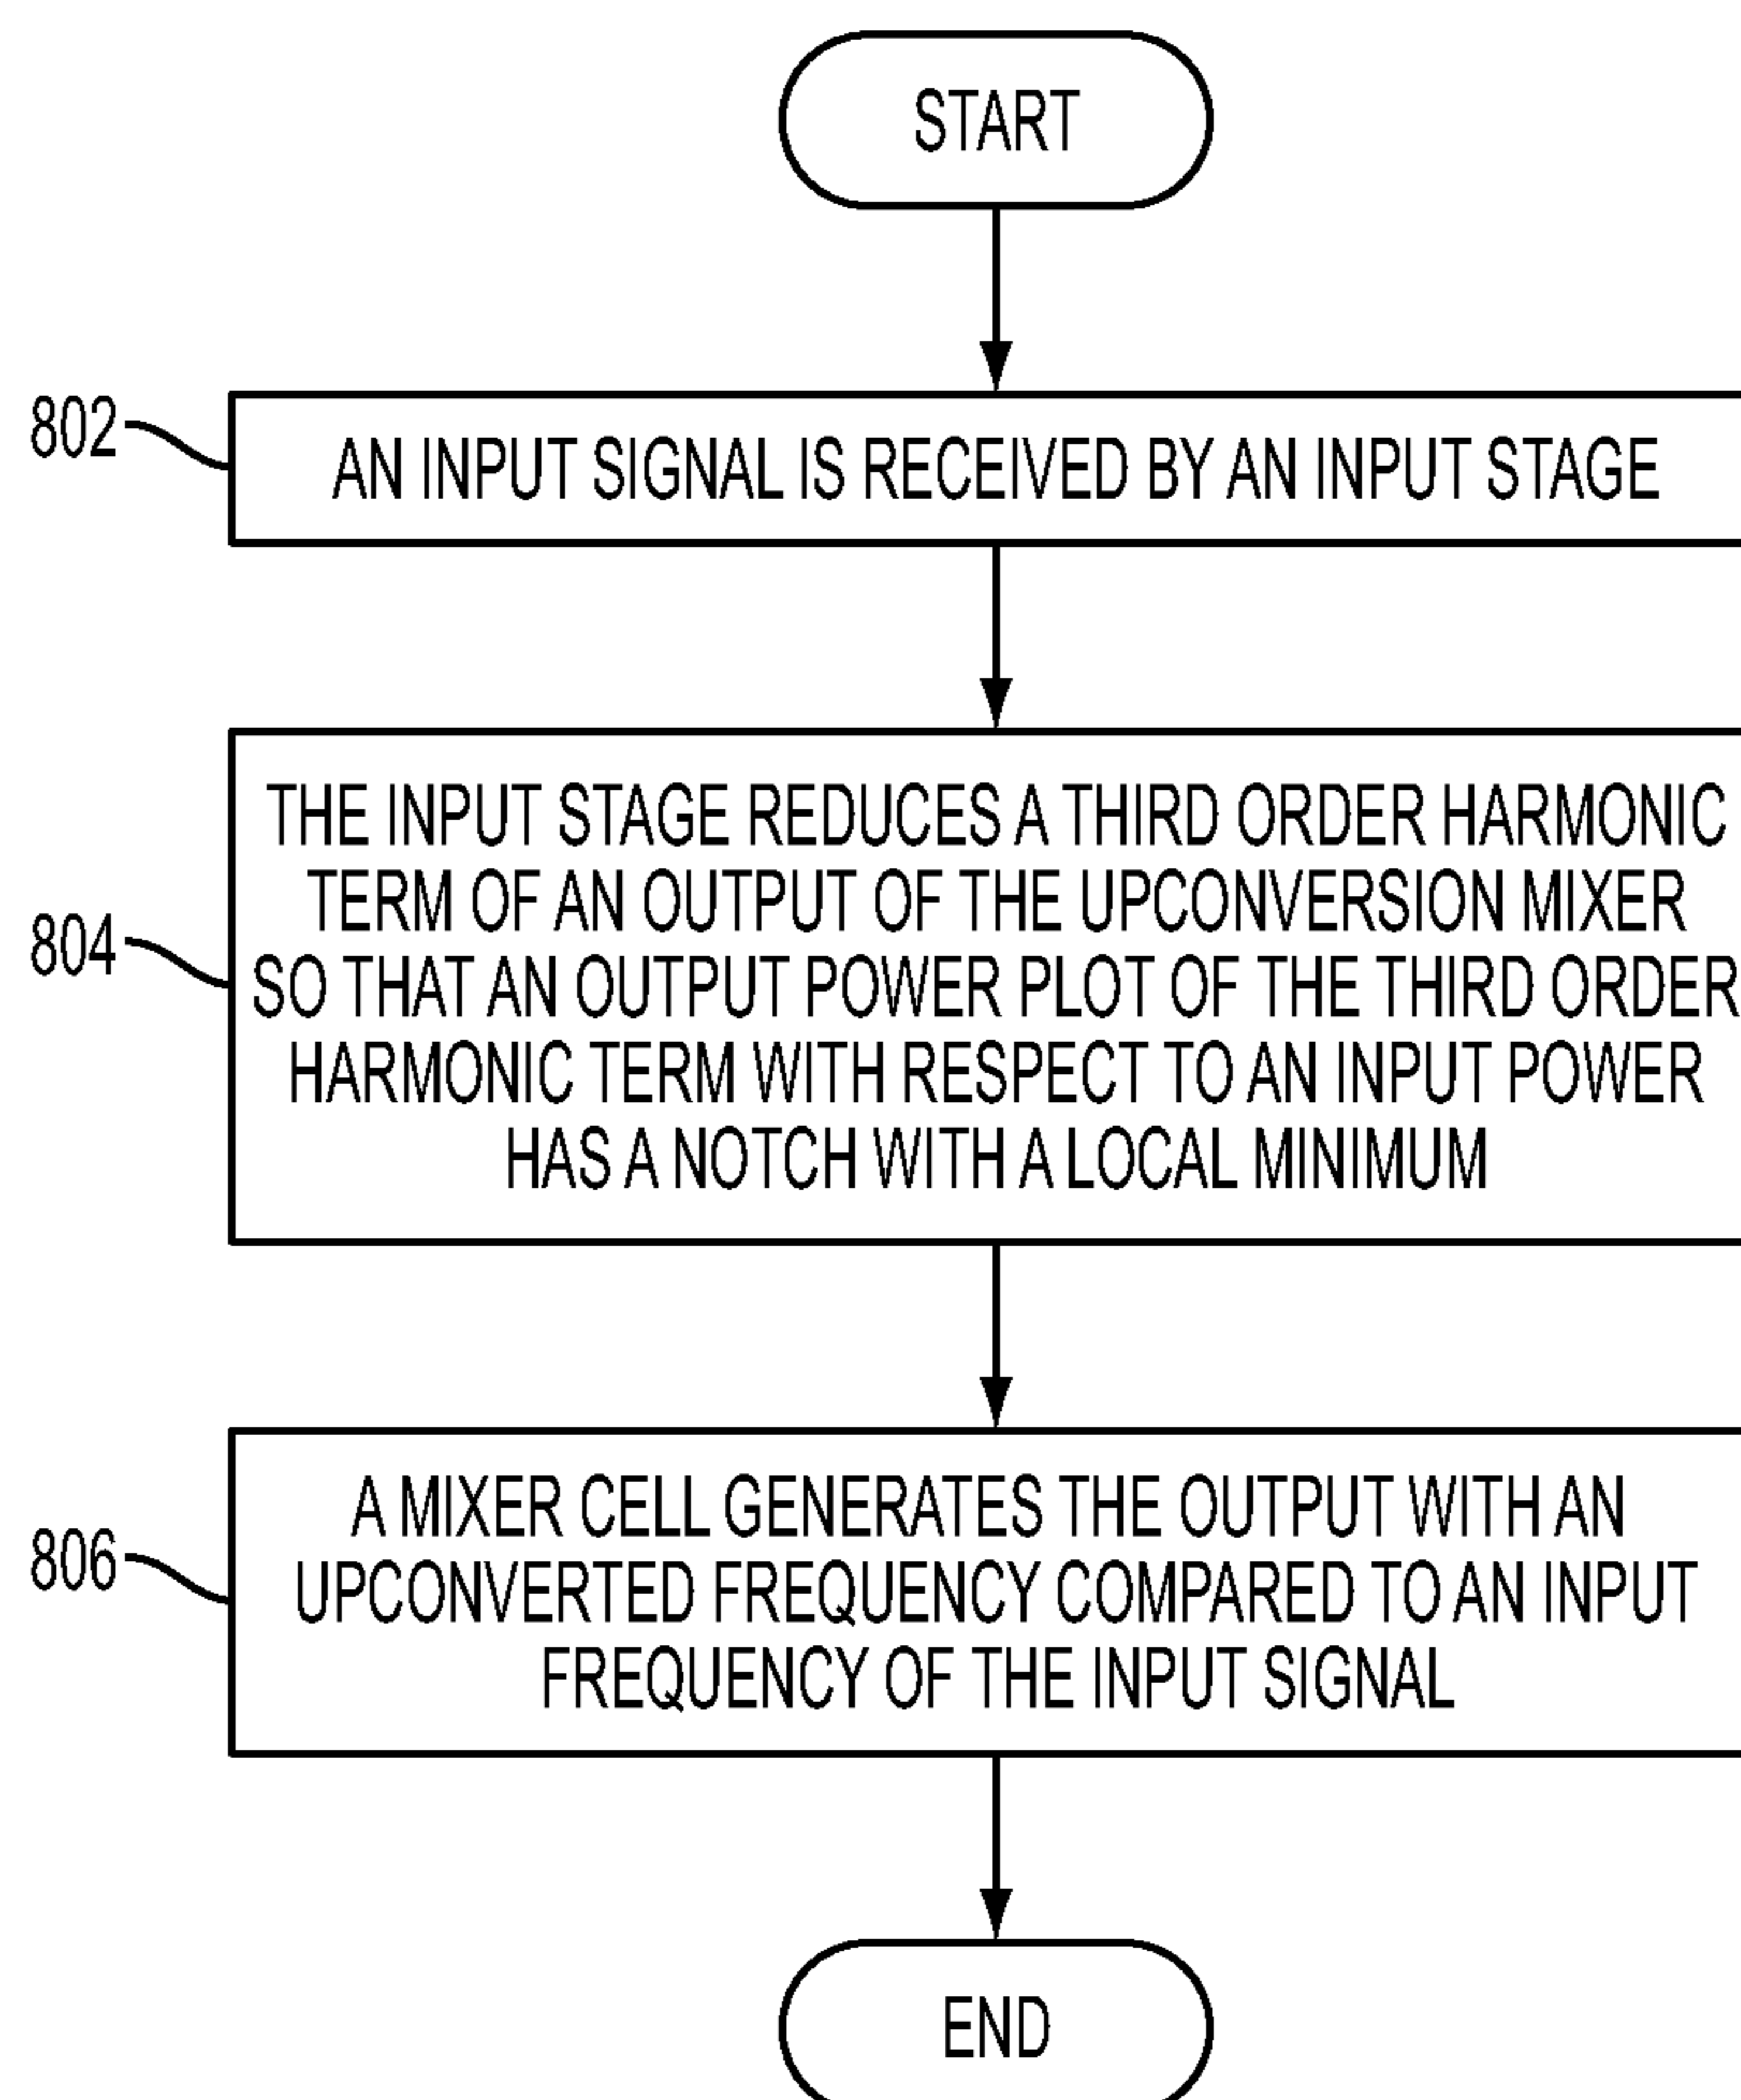 START
802
AN INPUT SIGNAL IS RECEIVED BY AN INPUT STAGE
804
THE INPUT STAGE REDUCES A THIRD ORDER HARMONIC
TERM OF AN OUTPUT OF THE UPCONVERSION MIXER
SO THAT AN OUTPUT POWER PLOT OF THE THIRD ORDER
HARMONIC TERM WITH RESPECT TO AN INPUT POWER
HAS A NOTCH WITH A LOCAL MINIMUM
806
A MIXER CELL GENERATES THE OUTPUT WITH AN
UPCONVERTED FREQUENCY COMPARED TO AN INPUT
FREQUENCY OF THE INPUT SIGNAL
END